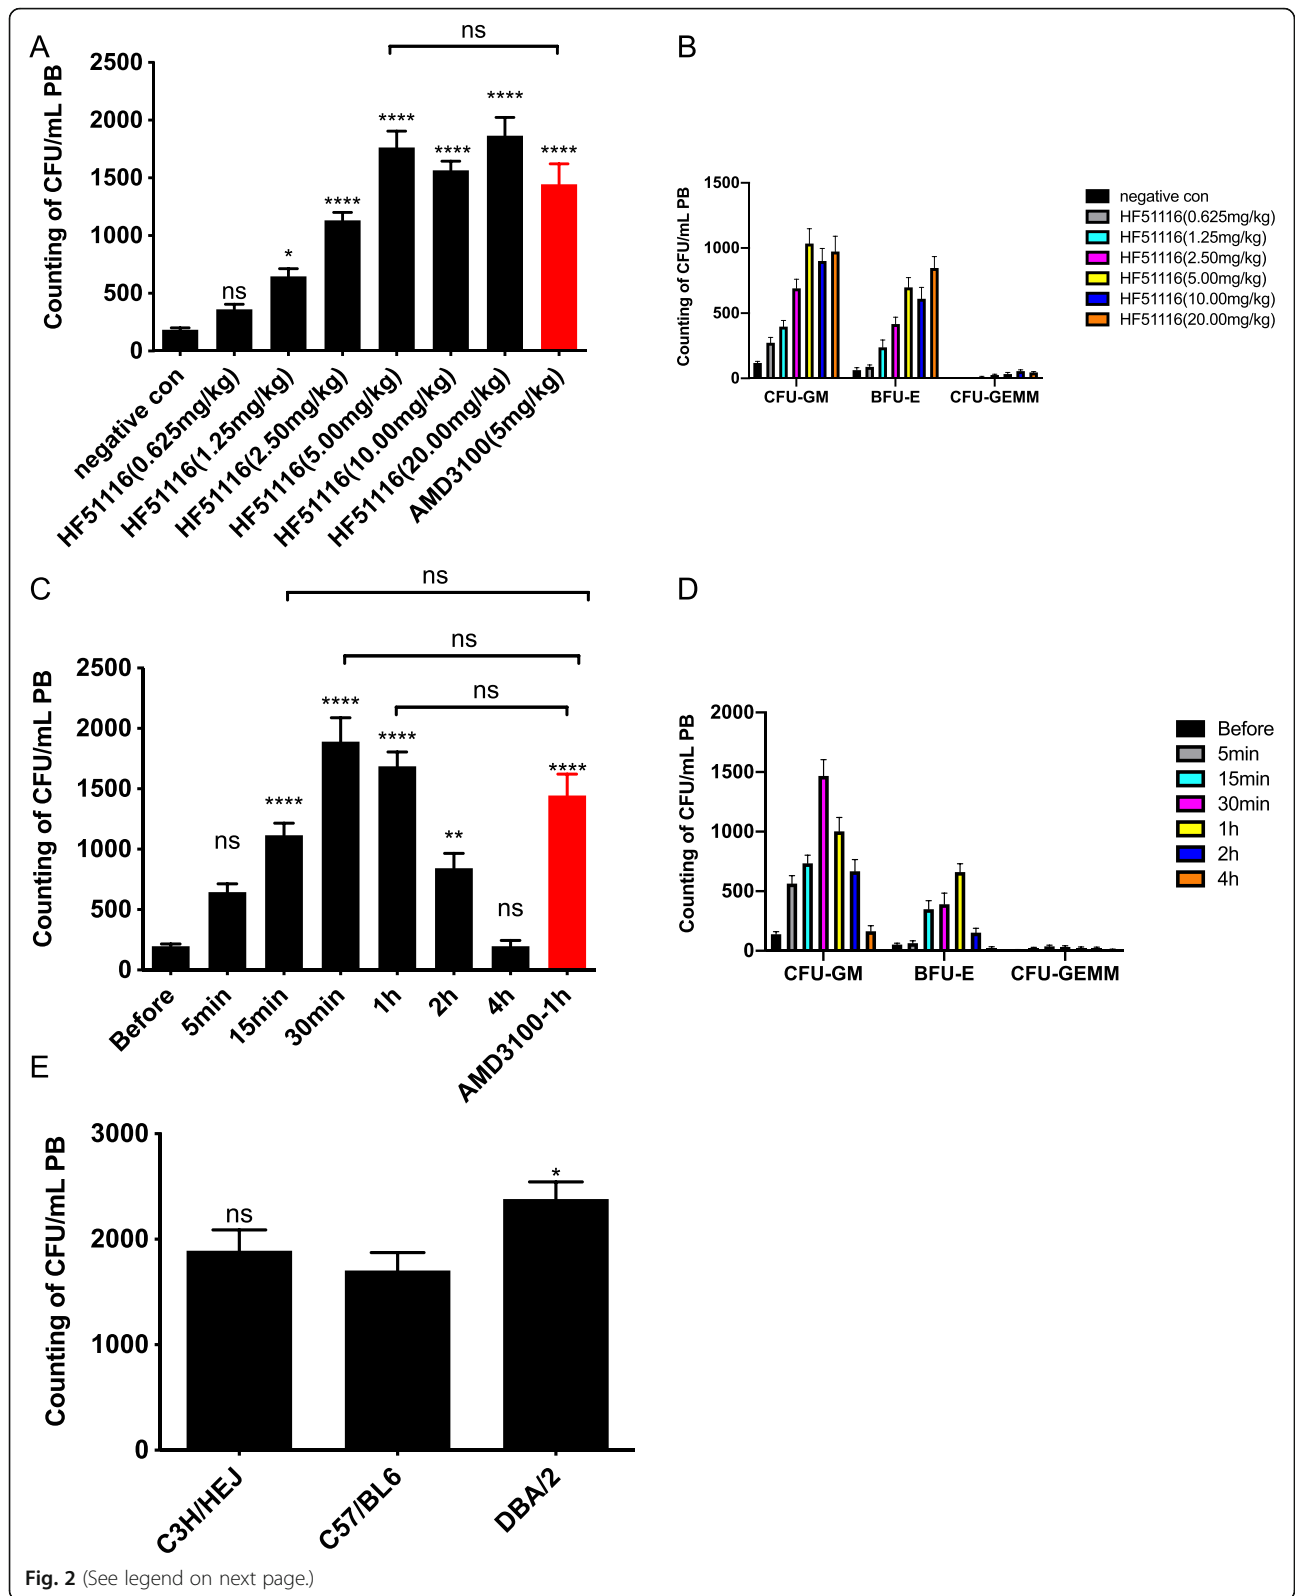 A
ns
Counting of CFU/mL PB
2500
2000
1500
1000
500
0
ns
*
****
****
****
****
****
negative con
HF51116(0.625mg/kg)
HF51116(1.25mg/kg)
HF51116(2.50mg/kg)
HF51116(5.00mg/kg)
HF51116(10.00mg/kg)
HF51116(20.00mg/kg)
AMD3100(5mg/kg)
B
Counting of CFU/mL PB
1500
1000
500
0
CFU-GM
BFU-E
CFU-GEMM
negative con
HF51116(0.625mg/kg)
HF51116(1.25mg/kg)
HF51116(2.50mg/kg)
HF51116(5.00mg/kg)
HF51116(10.00mg/kg)
HF51116(20.00mg/kg)
C
ns
ns
ns
Counting of CFU/mL PB
2500
2000
1500
1000
500
0
ns
****
****
****
**
ns
****
Before
5min
15min
30min
1h
2h
4h
AMD3100-1h
D
Counting of CFU/mL PB
2000
1500
1000
500
0
CFU-GM
BFU-E
CFU-GEMM
Before
5min
15min
30min
1h
2h
4h
E
Counting of CFU/mL PB
3000
2000
1000
0
ns
*
C3H/HEJ
C57/BL6
DBA/2
Fig. 2 (See legend on next page.)